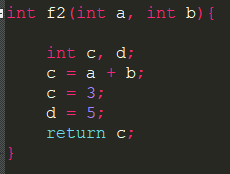 int f2(int a, int b){
int c, d;
c = a + b;
c = 3;
d = 5;
return c;
}